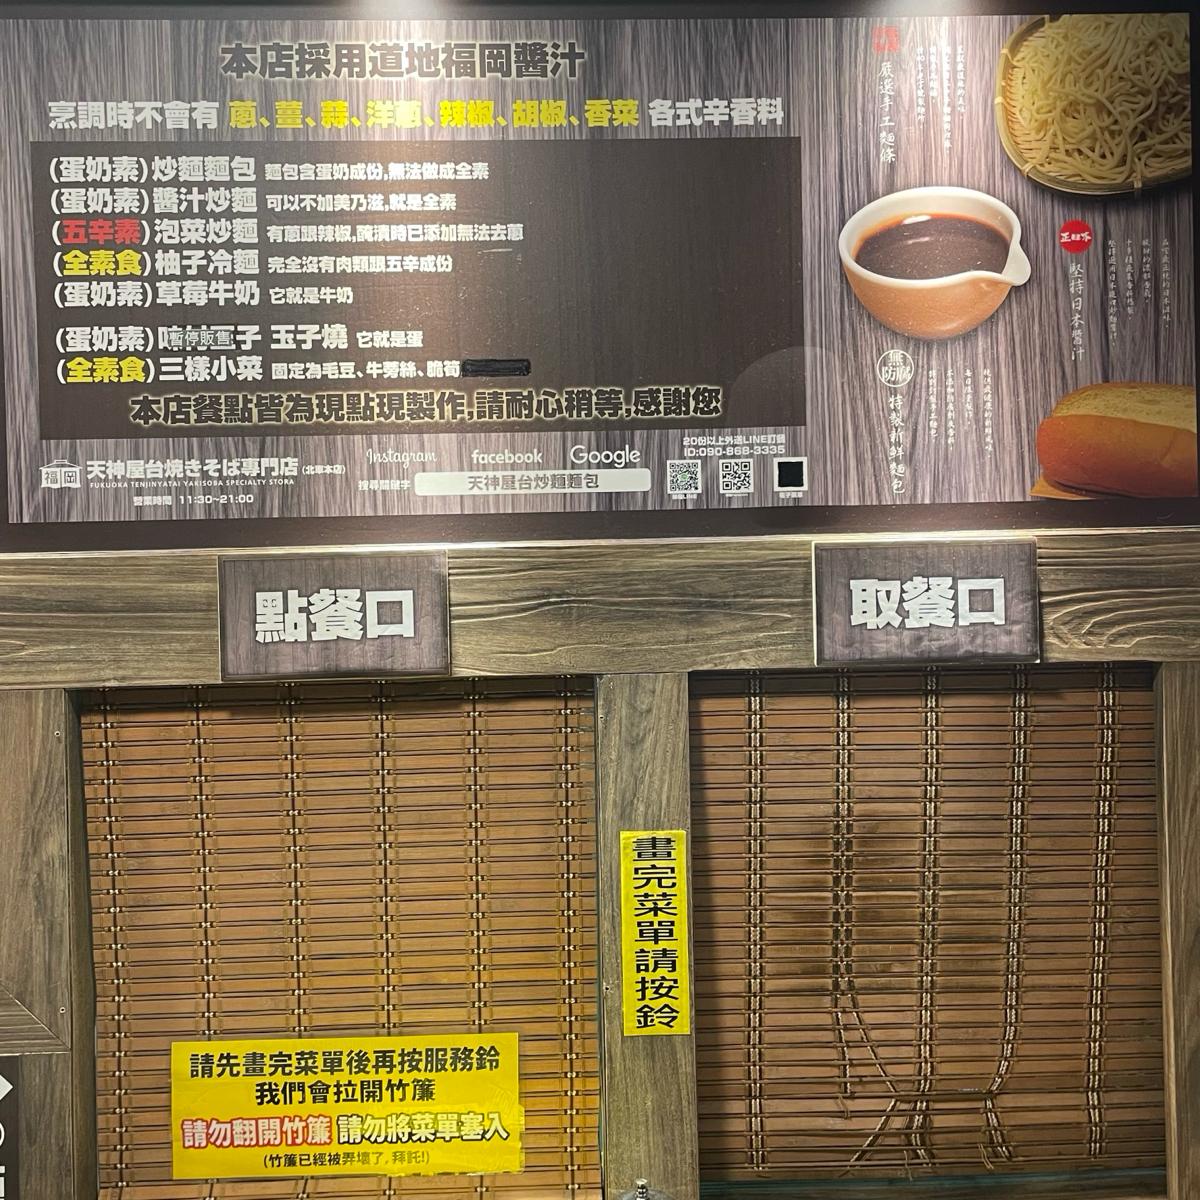 本店採用道地福岡醬汁
烹調時不會有 蔥、薑、蒜、洋蔥、辣椒、胡椒、香菜 各式辛香料
(蛋奶素) 炒麵麵包 麵包含蛋奶成份,無法做成全素
(蛋奶素) 醬汁炒麵 可以不加美乃滋,就是全素
(五辛素) 泡菜炒麵 有蔥跟辣椒,醃漬時已添加無法去蔥
(全素食) 柚子冷麵 完全沒有肉類跟五辛成份
(蛋奶素) 草莓牛奶 它就是牛奶
(蛋奶素) 暫停販售 玉子燒 它就是蛋
(全素食) 三樣小菜 固定為毛豆、牛蒡絲、脆筍
本店餐點皆為現點現製作,請耐心稍等,感謝您
福岡
天神屋台燒きそば專門店 (北車本店)
FUKUOKA TENJINYATAI YAKISOBA SPECIALTY STORA
營業時間 11:30~21:00
Instagram facebook Google
搜尋關鍵字 天神屋台炒麵麵包
20份以上外送LINE訂餐
ID:090-868-3335
嚴選手工麵條
堅持日本醬汁
無防腐
特製新鮮麵包
點餐口
取餐口
畫完菜單請按鈴
請先畫完菜單後再按服務鈴
我們會拉開竹簾
請勿翻開竹簾 請勿將菜單塞入
(竹簾已經被弄壞了, 拜託!)